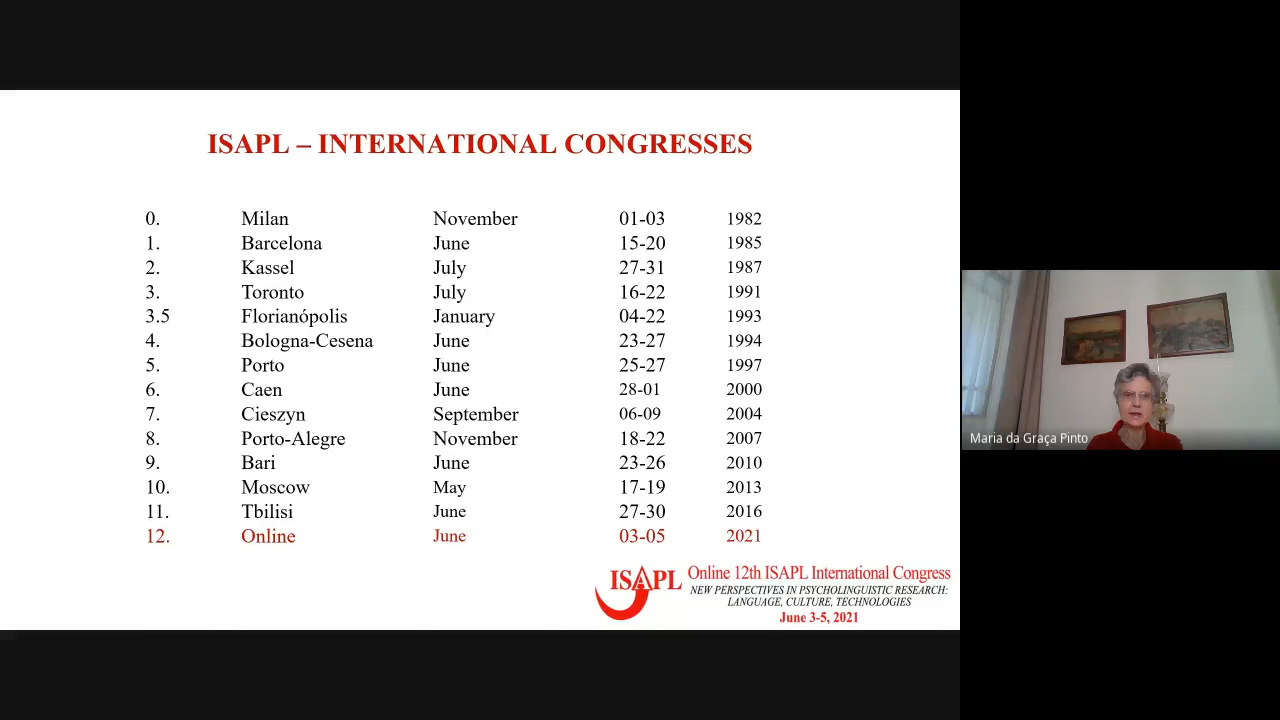 ISAPL – INTERNATIONAL CONGRESSES
0. Milan November 01-03 1982
1. Barcelona June 15-20 1985
2. Kassel July 27-31 1987
3. Toronto July 16-22 1991
3.5 Florianópolis January 04-22 1993
4. Bologna-Cesena June 23-27 1994
5. Porto June 25-27 1997
6. Caen June 28-01 2000
7. Cieszyn September 06-09 2004
8. Porto-Alegre November 18-22 2007
9. Bari June 23-26 2010
10. Moscow May 17-19 2013
11. Tbilisi June 27-30 2016
12. Online June 03-05 2021
ISAPL
Online 12th ISAPL International Congress
NEW PERSPECTIVES IN PSYCHOLINGUISTIC RESEARCH:
LANGUAGE, CULTURE, TECHNOLOGIES
June 3-5, 2021
Maria da Graça Pinto